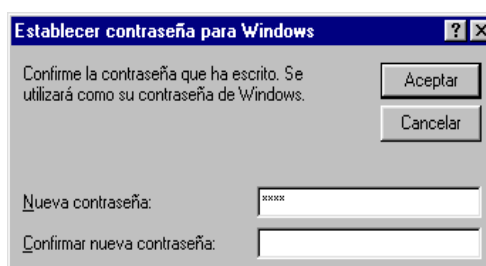 Establecer contraseña para Windows
Confirme la contraseña que ha escrito. Se
utilizará como su contraseña de Windows.
Aceptar
Cancelar
Nueva contraseña: ****
Confirmar nueva contraseña: